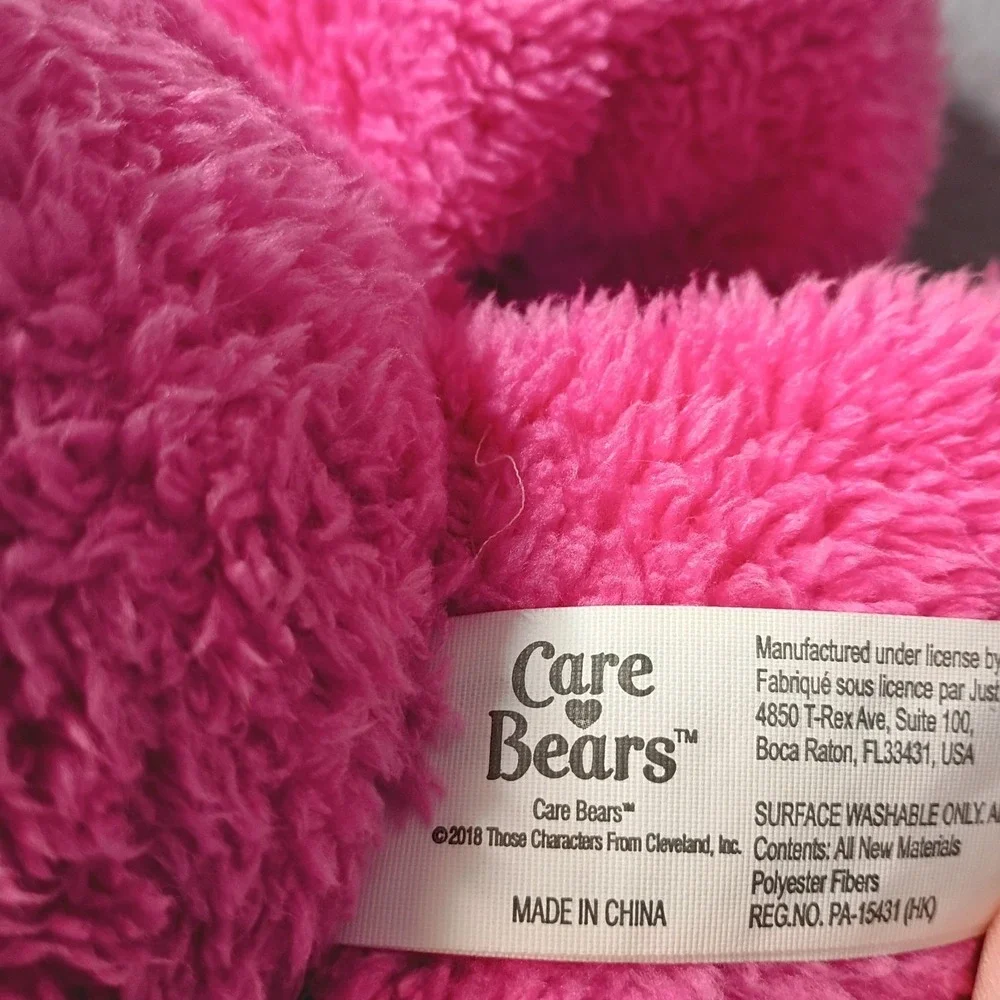 Care
Bears™
Care Bears™
©2018 Those Characters From Cleveland, Inc.
MADE IN CHINA
Manufactured under license by
Fabriqué sous licence par Just
4850 T-Rex Ave, Suite 100,
Boca Raton, FL33431, USA
SURFACE WASHABLE ONLY.
Contents: All New Materials
Polyester Fibers
REG.NO. PA-15431 (HK)